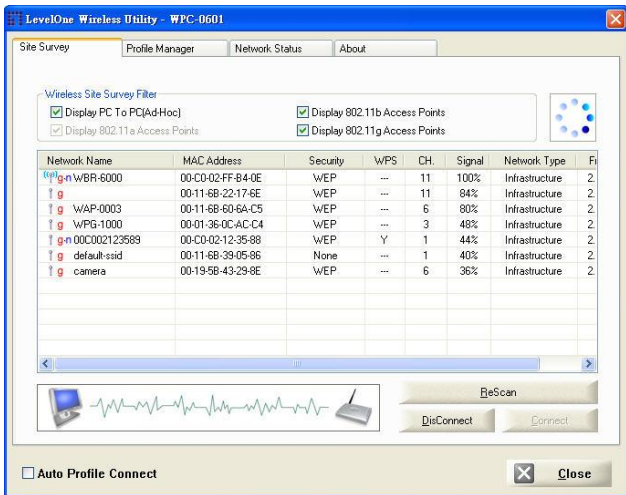 LevelOne Wireless Utility - WPC-0601
Site Survey Profile Manager Network Status About
Wireless Site Survey Filter
Display PC To PC(Ad-Hoc) Display 802.11b Access Points
Display 802.11a Access Points Display 802.11g Access Points
Network Name MAC Address Security WPS CH. Signal Network Type
g-n WBR-6000 00-C0-02-FF-B4-0E WEP --- 11 100% Infrastructure 2.
g 00-11-6B-22-17-6E WEP --- 11 84% Infrastructure 2.
g WAP-0003 00-11-6B-60-6A-C5 WEP --- 6 80% Infrastructure 2.
g WPG-1000 00-01-36-0C-AC-C4 WEP --- 3 48% Infrastructure 2.
g-n 00C002123589 00-C0-02-12-35-88 WEP Y 1 44% Infrastructure 2.
g default-ssid 00-11-6B-39-05-86 None --- 1 40% Infrastructure 2.
g camera 00-19-5B-43-29-8E WEP --- 6 36% Infrastructure 2.
ReScan
DisConnect Connect
Auto Profile Connect Close